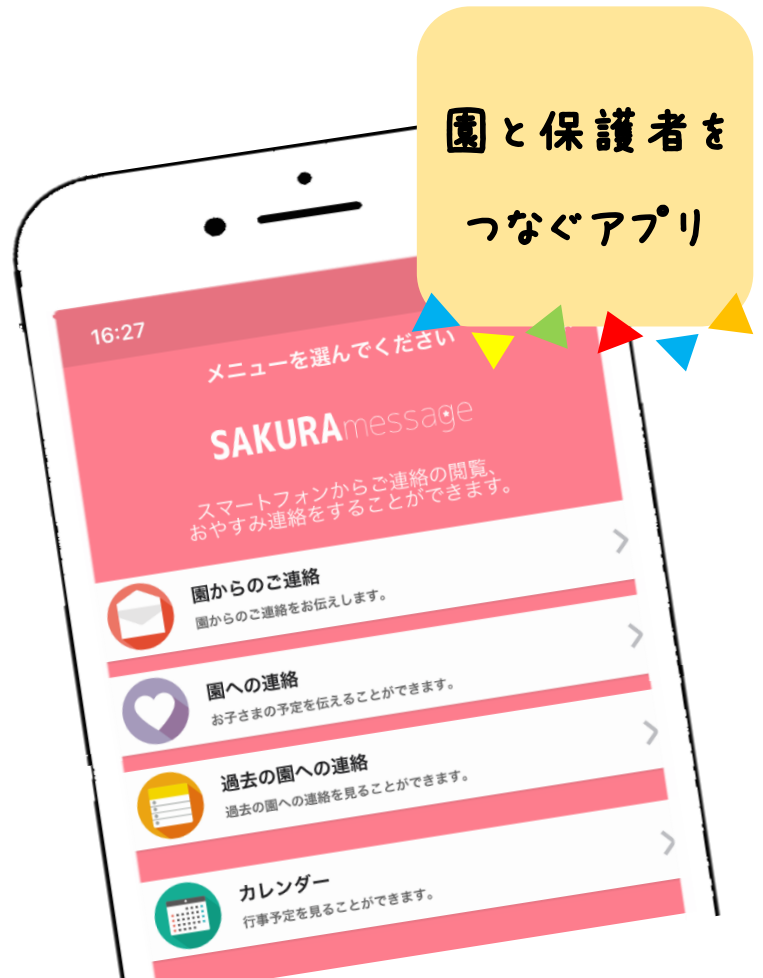 園と保護者を
つなぐアプリ
16:27
メニューを選んでください
SAKURAmessage
スマートフォンからご連絡の閲覧、
おやすみ連絡をすることができます。
園からのご連絡
園からのご連絡をお伝えします。
園への連絡
お子さまの予定を伝えることができます。
過去の園への連絡
過去の園への連絡を見ることができます。
カレンダー
行事予定を見ることができます。